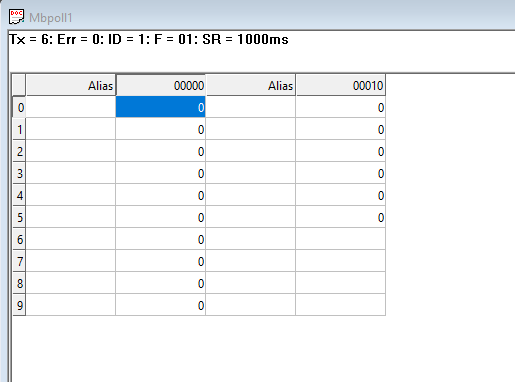 Mbpoll1
Tx = 6: Err = 0: ID = 1: F = 01: SR = 1000ms
Alias 00000 Alias 00010
0 0 0
1 0 0
2 0 0
3 0 0
4 0 0
5 0 0
6 0
7 0
8 0
9 0